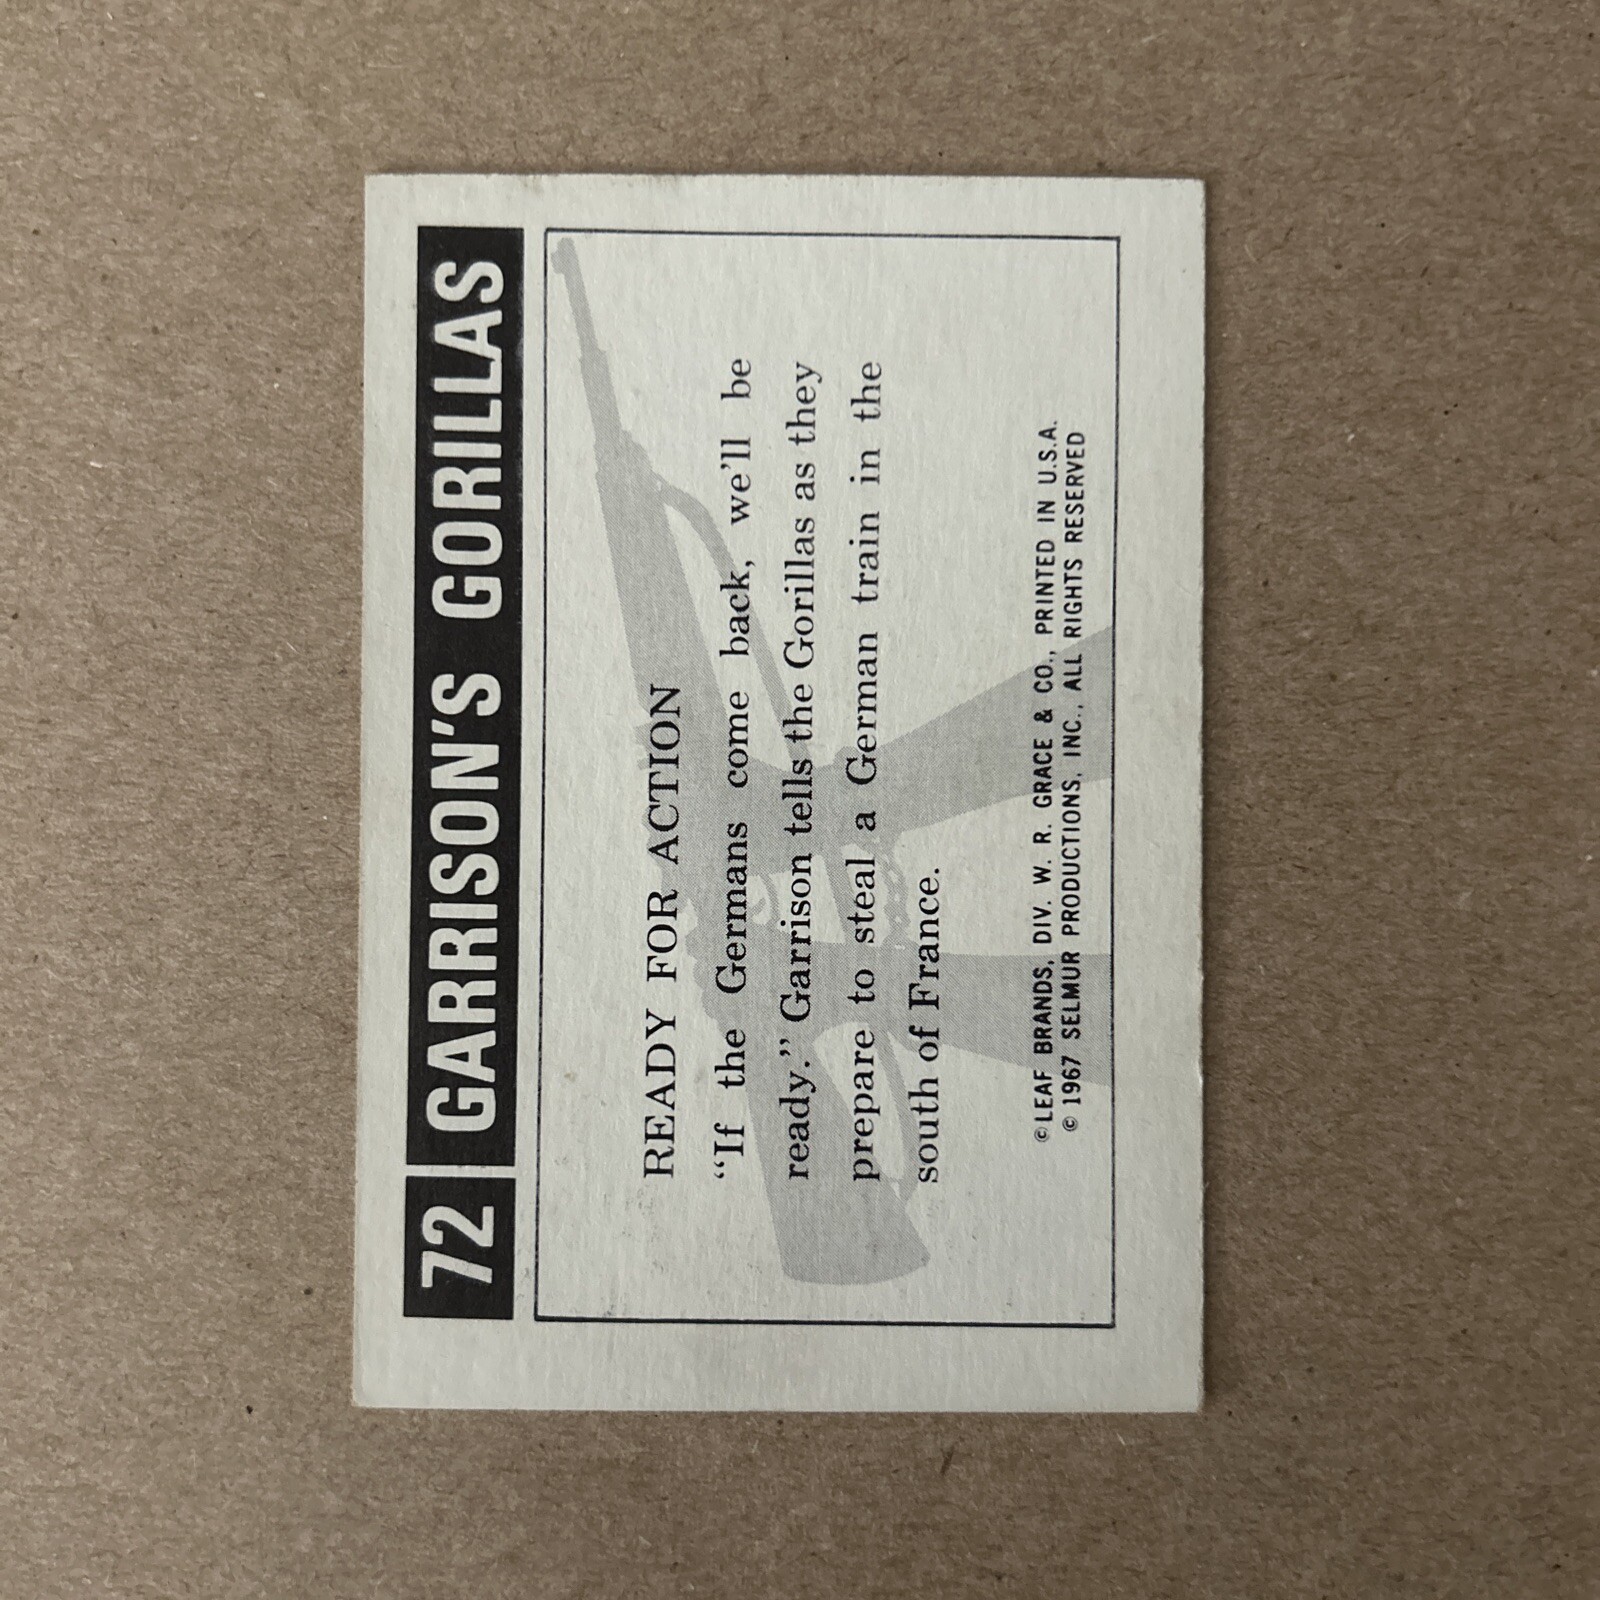 72 GARRISON'S GORILLAS
READY FOR ACTION
“If the Germans come back, we'll be
ready.” Garrison tells the Gorillas as they
prepare to steal a German train in the
south of France.
© LEAF BRANDS, DIV. W. R. GRACE & CO., PRINTED IN U.S.A.
© 1967 SELMUR PRODUCTIONS, INC., ALL RIGHTS RESERVED